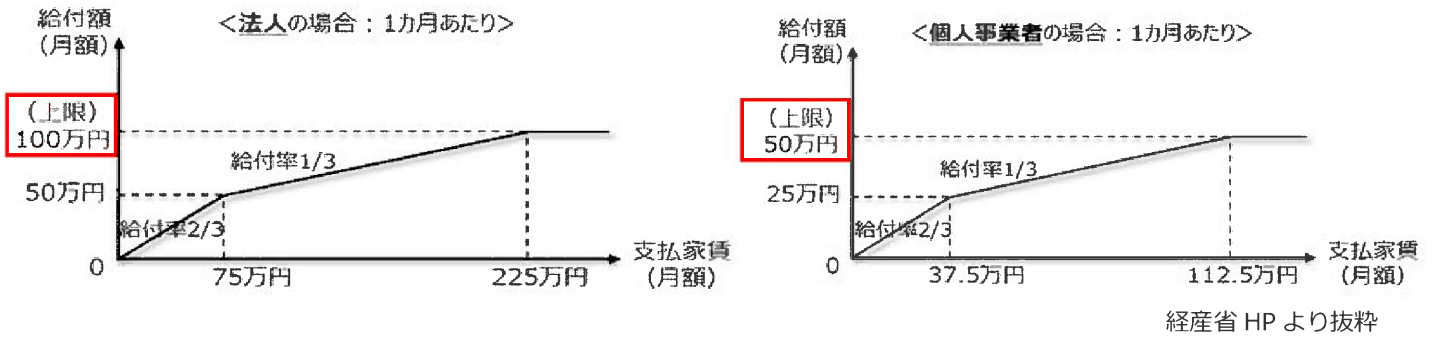 給付額
（月額）
＜法人の場合：1カ月あたり＞
（上限）
100万円
給付率1/3
50万円
給付率2/3
0
75万円
225万円
支払家賃
（月額）
給付額
（月額）
＜個人事業者の場合：1カ月あたり＞
（上限）
50万円
給付率1/3
25万円
給付率2/3
0
37.5万円
112.5万円
支払家賃
（月額）
経産省 HP より抜粋